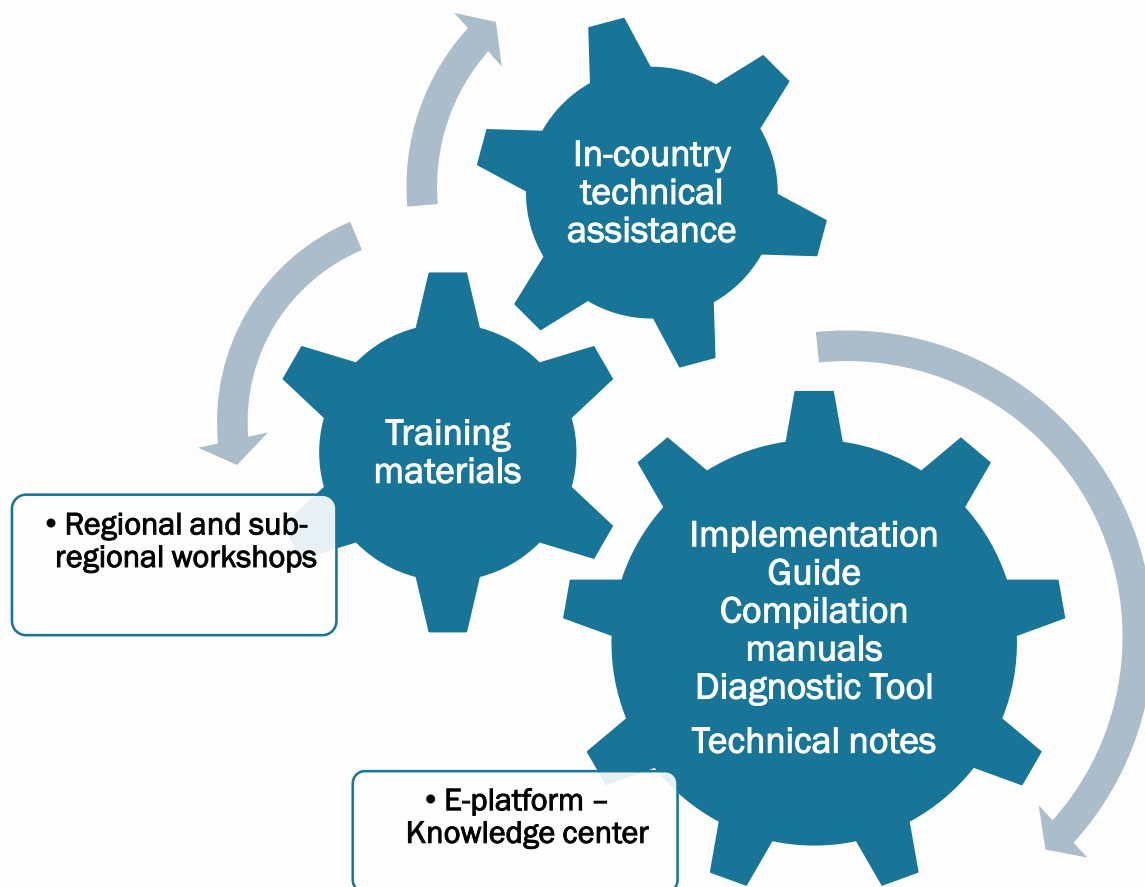 In-country
technical
assistance
Training
materials
• Regional and sub-
regional workshops
Implementation
Guide
Compilation
manuals
Diagnostic Tool
Technical notes
• E-platform –
Knowledge center